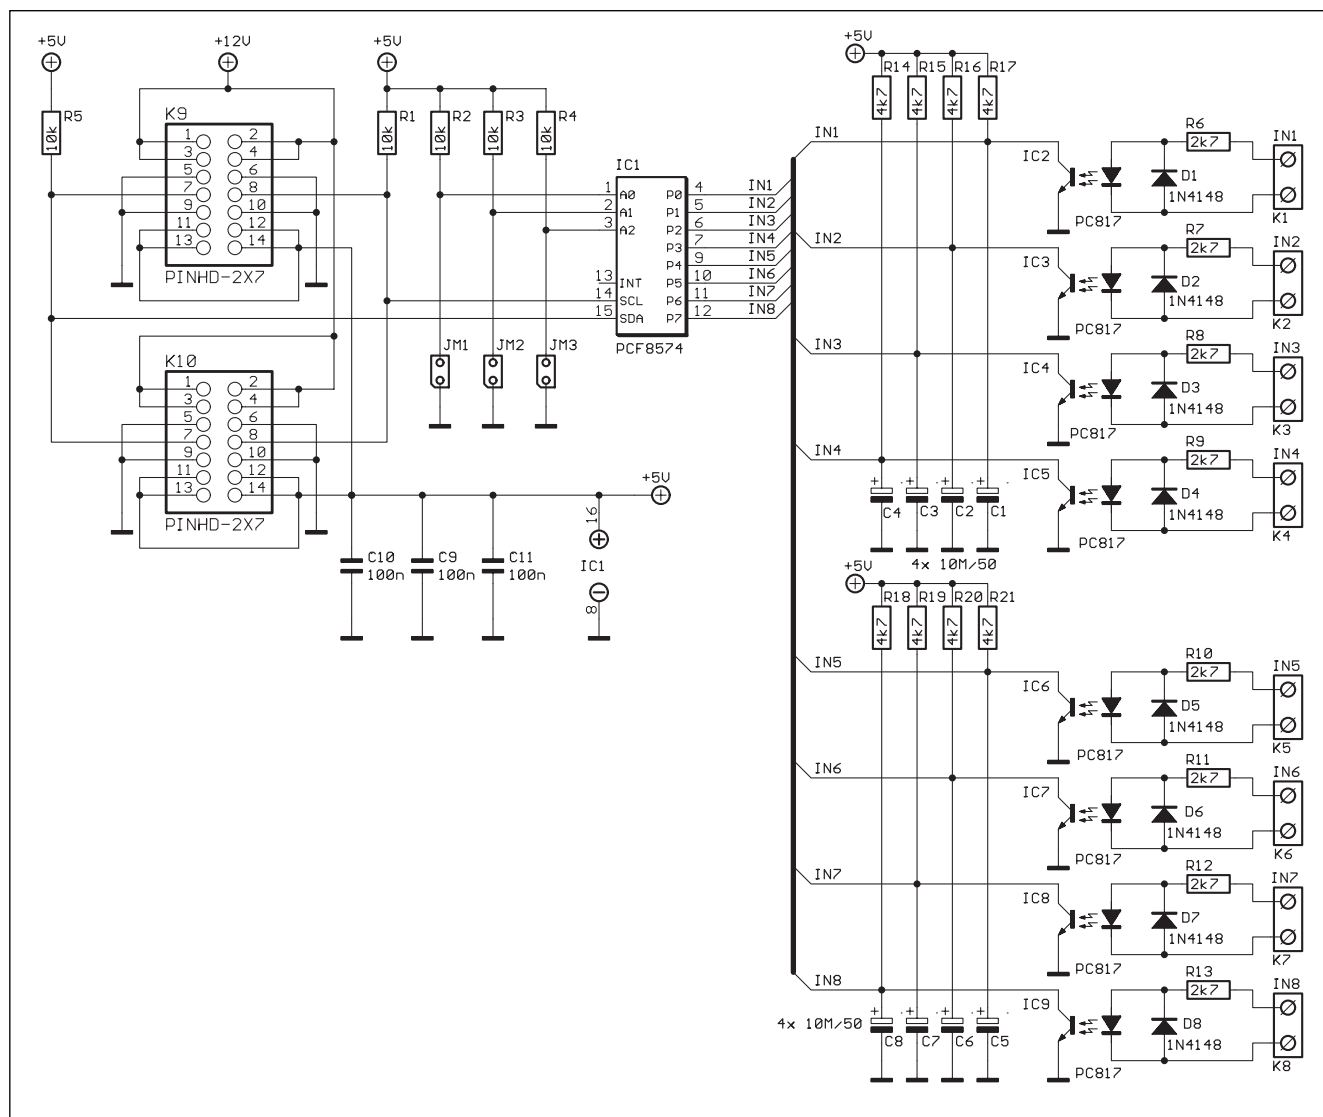 +5V
+12V
+5V
+5V
R5
10k
K9
1
2
3
4
5
6
7
8
9
10
11
12
13
14
PINHD-2X7
R1
10k
R2
10k
R3
10k
R4
10k
IC1
1 A0 P0 4 IN1
2 A1 P1 5 IN2
3 A2 P2 6 IN3
P3 7 IN4
P4 9 IN5
13 INT P5 10 IN6
14 SCL P6 11 IN7
15 SDA P7 12 IN8
PCF8574
JM1
JM2
JM3
K10
1
2
3
4
5
6
7
8
9
10
11
12
13
14
PINHD-2X7
+5V
C10
100n
C9
100n
C11
100n
16
IC1
8
R14
4k7
R15
4k7
R16
4k7
R17
4k7
IN1
IC2
PC817
D1
1N4148
R6
2k7
IN1
K1
IN2
IC3
PC817
D2
1N4148
R7
2k7
IN2
K2
IN3
IC4
PC817
D3
1N4148
R8
2k7
IN3
K3
IN4
IC5
PC817
D4
1N4148
R9
2k7
IN4
K4
+ C4
+ C3
+ C2
+ C1
4x 10M/50
+5V
R18
4k7
R19
4k7
R20
4k7
R21
4k7
IN5
IC6
PC817
D5
1N4148
R10
2k7
IN5
K5
IN6
IC7
PC817
D6
1N4148
R11
2k7
IN6
K6
IN7
IC8
PC817
D7
1N4148
R12
2k7
IN7
K7
IN8
IC9
PC817
D8
1N4148
R13
2k7
IN8
K8
4x 10M/50
+ C8
+ C7
+ C6
+ C5